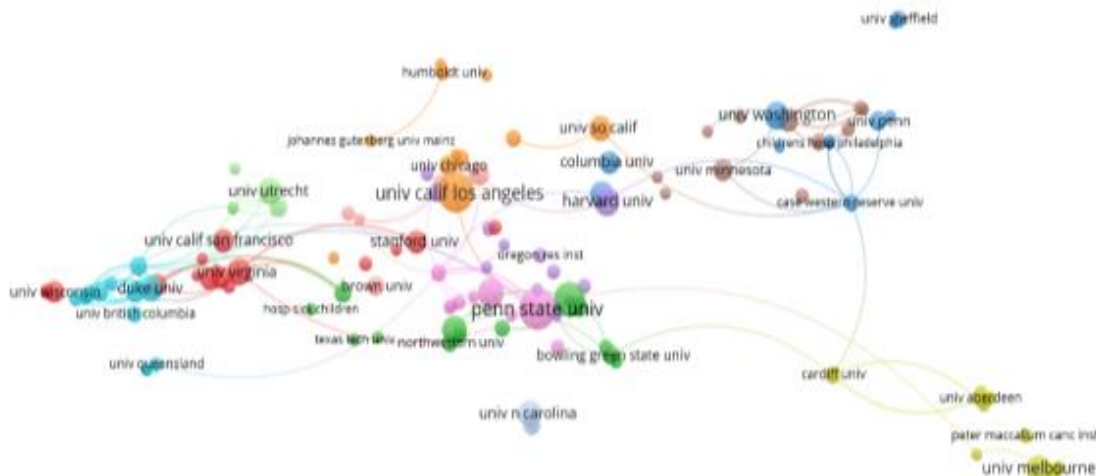 univ sheffield
humboldt univ
univ washington
univ penn
univ so calif
johannes gutenberg univ mainz
childrens hosp philadelphia
univ chicago
columbia univ
univ minnesota
univ utrecht
univ calif los angeles
harvard univ
case western reserve univ
univ calif san francisco
stanford univ
oregon res inst
univ virginia
univ wisconsin
duke univ
brown univ
hosp sick children
penn state univ
univ british columbia
texas tech univ
northwestern univ
bowling green state univ
univ queensland
cardiff univ
univ aberdeen
univ n carolina
peter maccallum canc inst
univ melbourne